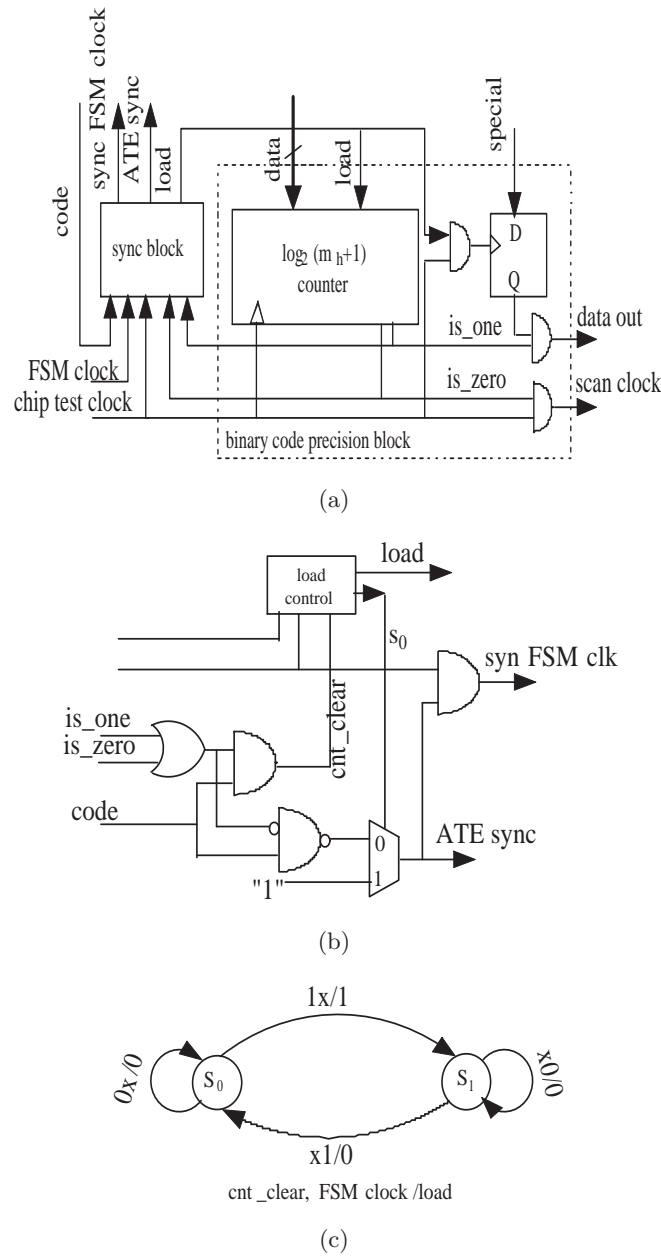 code
sync FSM clock
ATE sync
load
data
load
special
sync block
log2 (m h+1)
counter
D
Q
is_one
data out
is_zero
scan clock
FSM clock
chip test clock
binary code precision block
(a)
load
load
control
s0
syn FSM clk
cnt_clear
is_one
is_zero
code
0
ATE sync
"1"
1
(b)
1x/1
0x/0
S0
S1
x0/0
x1/0
cnt _clear, FSM clock /load
(c)